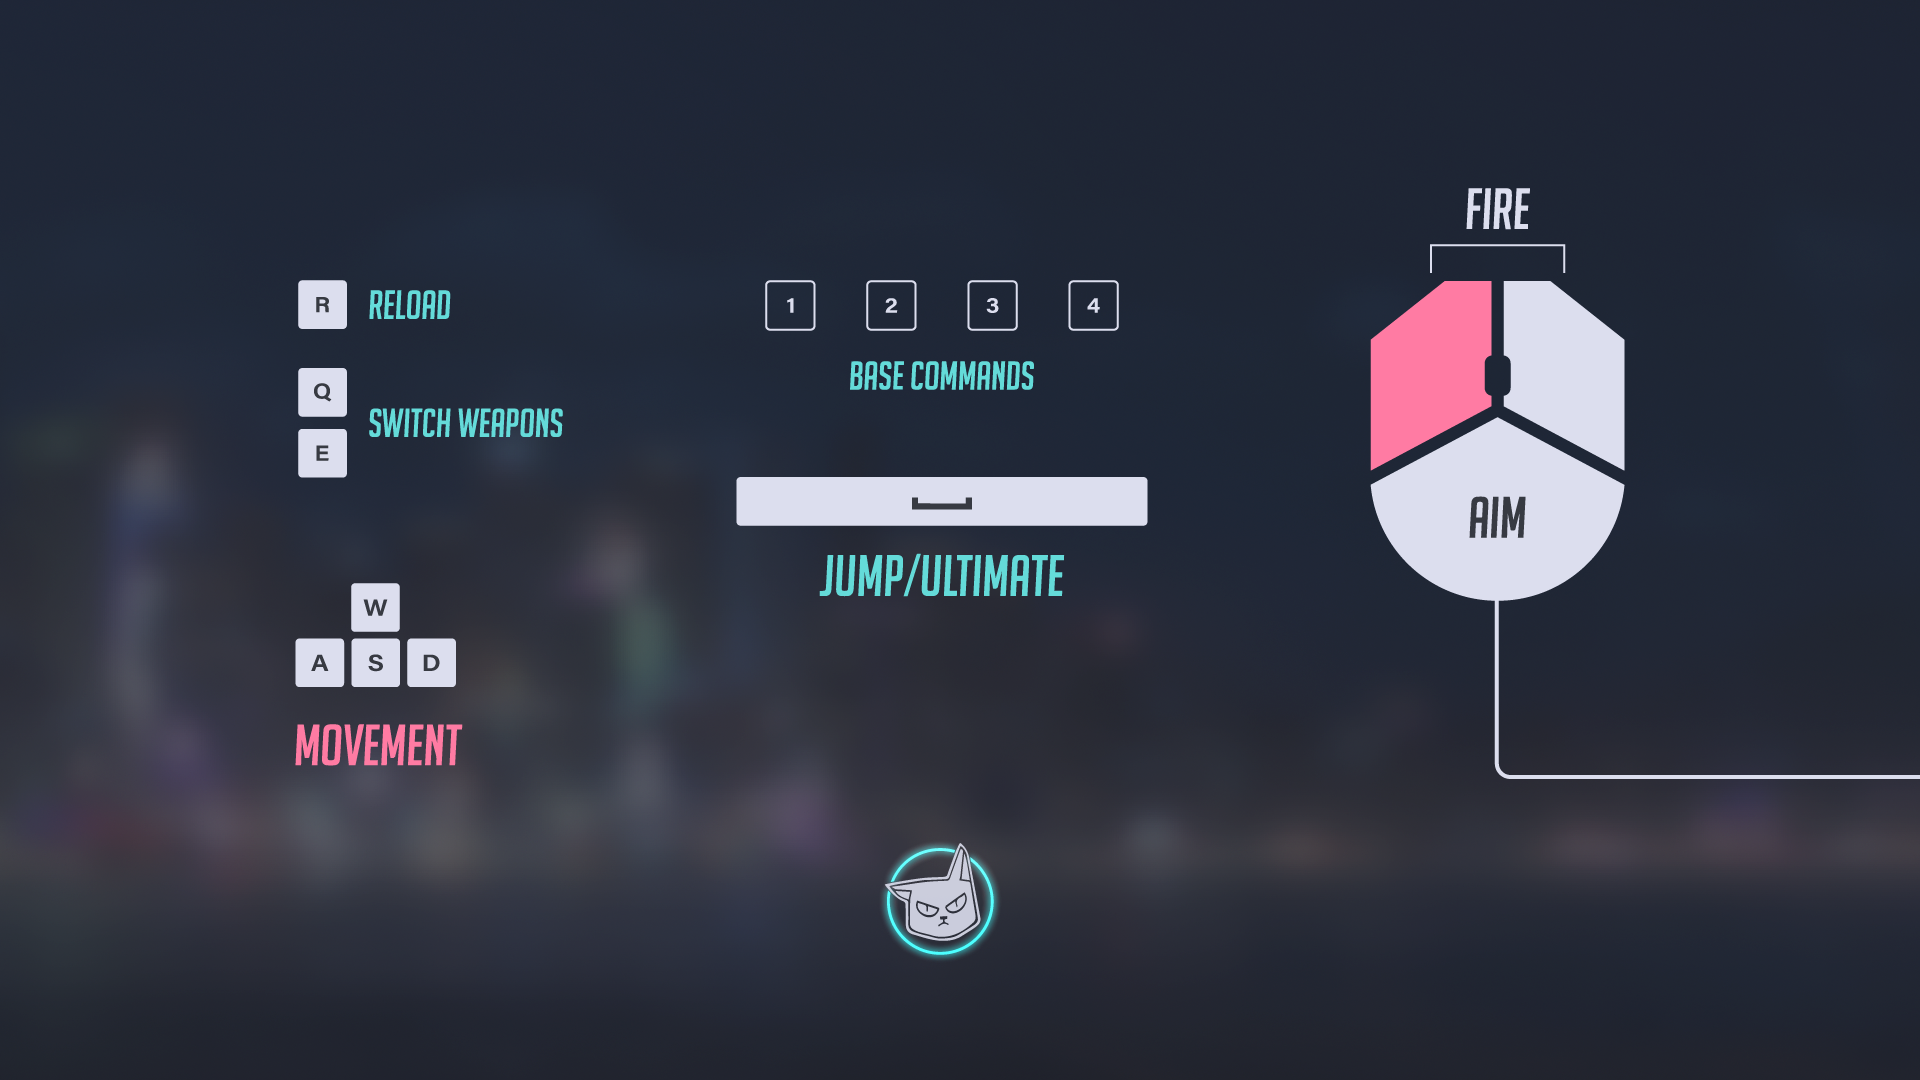 FIRE
R RELOAD
1 2 3 4
BASE COMMANDS
Q
E
SWITCH WEAPONS
AIM
JUMP/ULTIMATE
W
A S D
MOVEMENT